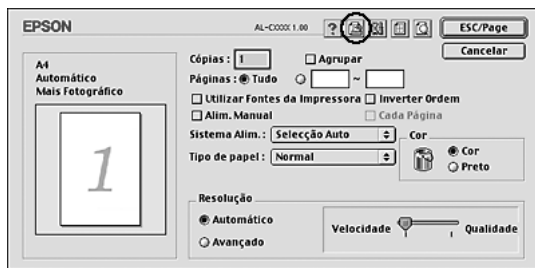 EPSON
AL-CXXXX 1.00
?
ESC/Page
Cancelar
A4
Automático
Mais Fotográfico
1
Cópias : 1
Agrupar
Páginas : Tudo ~
Utilizar Fontes da Impressora Inverter Ordem
Alim. Manual Cada Página
Sistema Alim. : Selecção Auto
Tipo de papel : Normal
Cor
Cor
Preto
Resolução
Automático
Avançado
Velocidade Qualidade